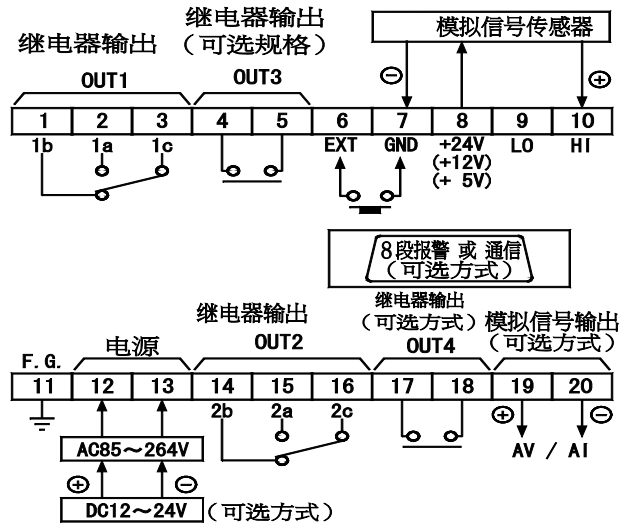 继电器输出
继电器输出
（可选规格）
模拟信号传感器
OUT1
OUT3
− +
1 2 3 4 5 6 7 8 9 10
1b 1a 1c EXT GND +24V LO HI
(+12V)
(+ 5V)
8段报警 或 通信
（可选方式）
继电器输出
继电器输出
（可选方式）
模拟信号输出
（可选方式）
F.G.
电源
OUT2
OUT4
11 12 13 14 15 16 17 18 19 20
2b 2a 2c + −
AC85～264V
AV / AI
+ −
DC12～24V （可选方式）